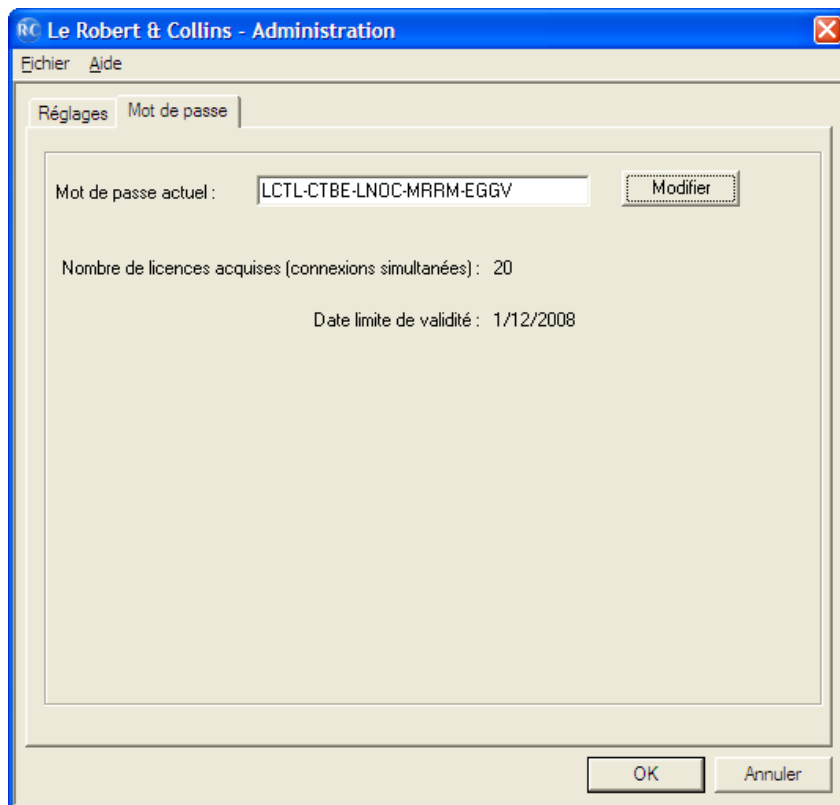 RC Le Robert & Collins - Administration
Fichier Aide
Réglages Mot de passe
Mot de passe actuel : LCTL-CTBE-LNOC-MRRM-EGGV Modifier
Nombre de licences acquises (connexions simultanées) : 20
Date limite de validité : 1/12/2008
OK Annuler